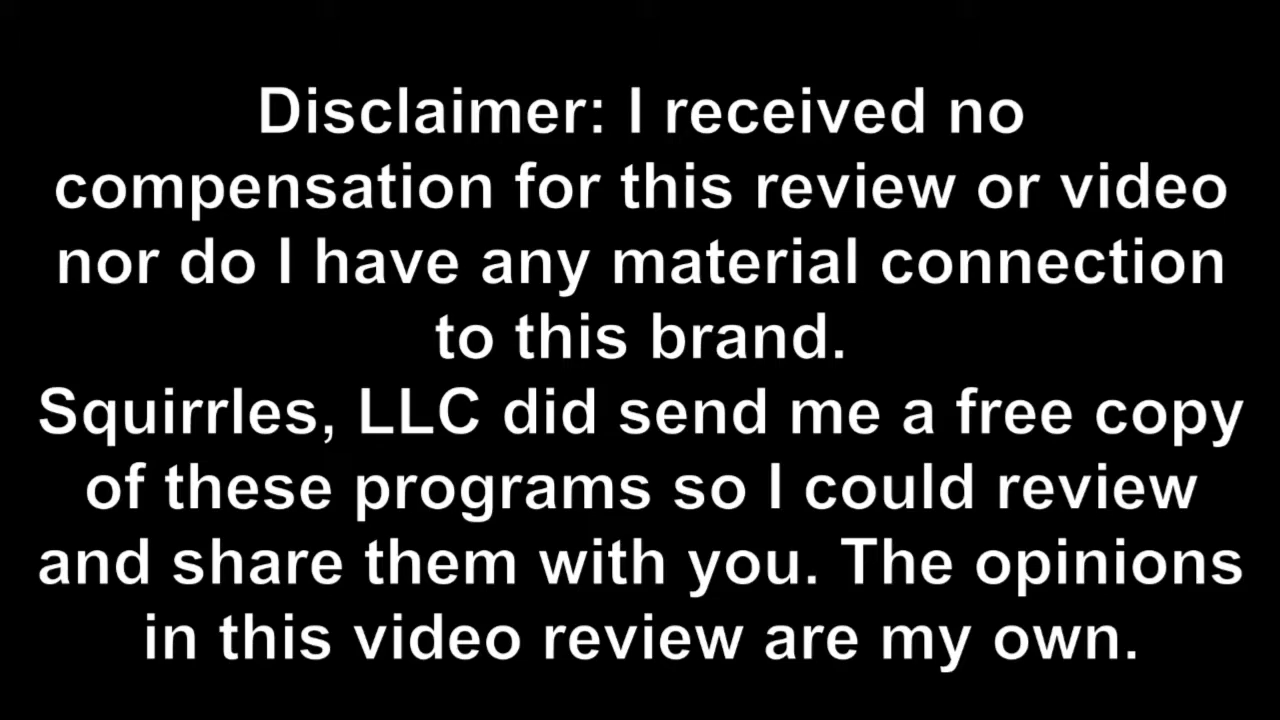 Disclaimer: I received no
compensation for this review or video
nor do I have any material connection
to this brand.
Squirrles, LLC did send me a free copy
of these programs so I could review
and share them with you. The opinions
in this video review are my own.